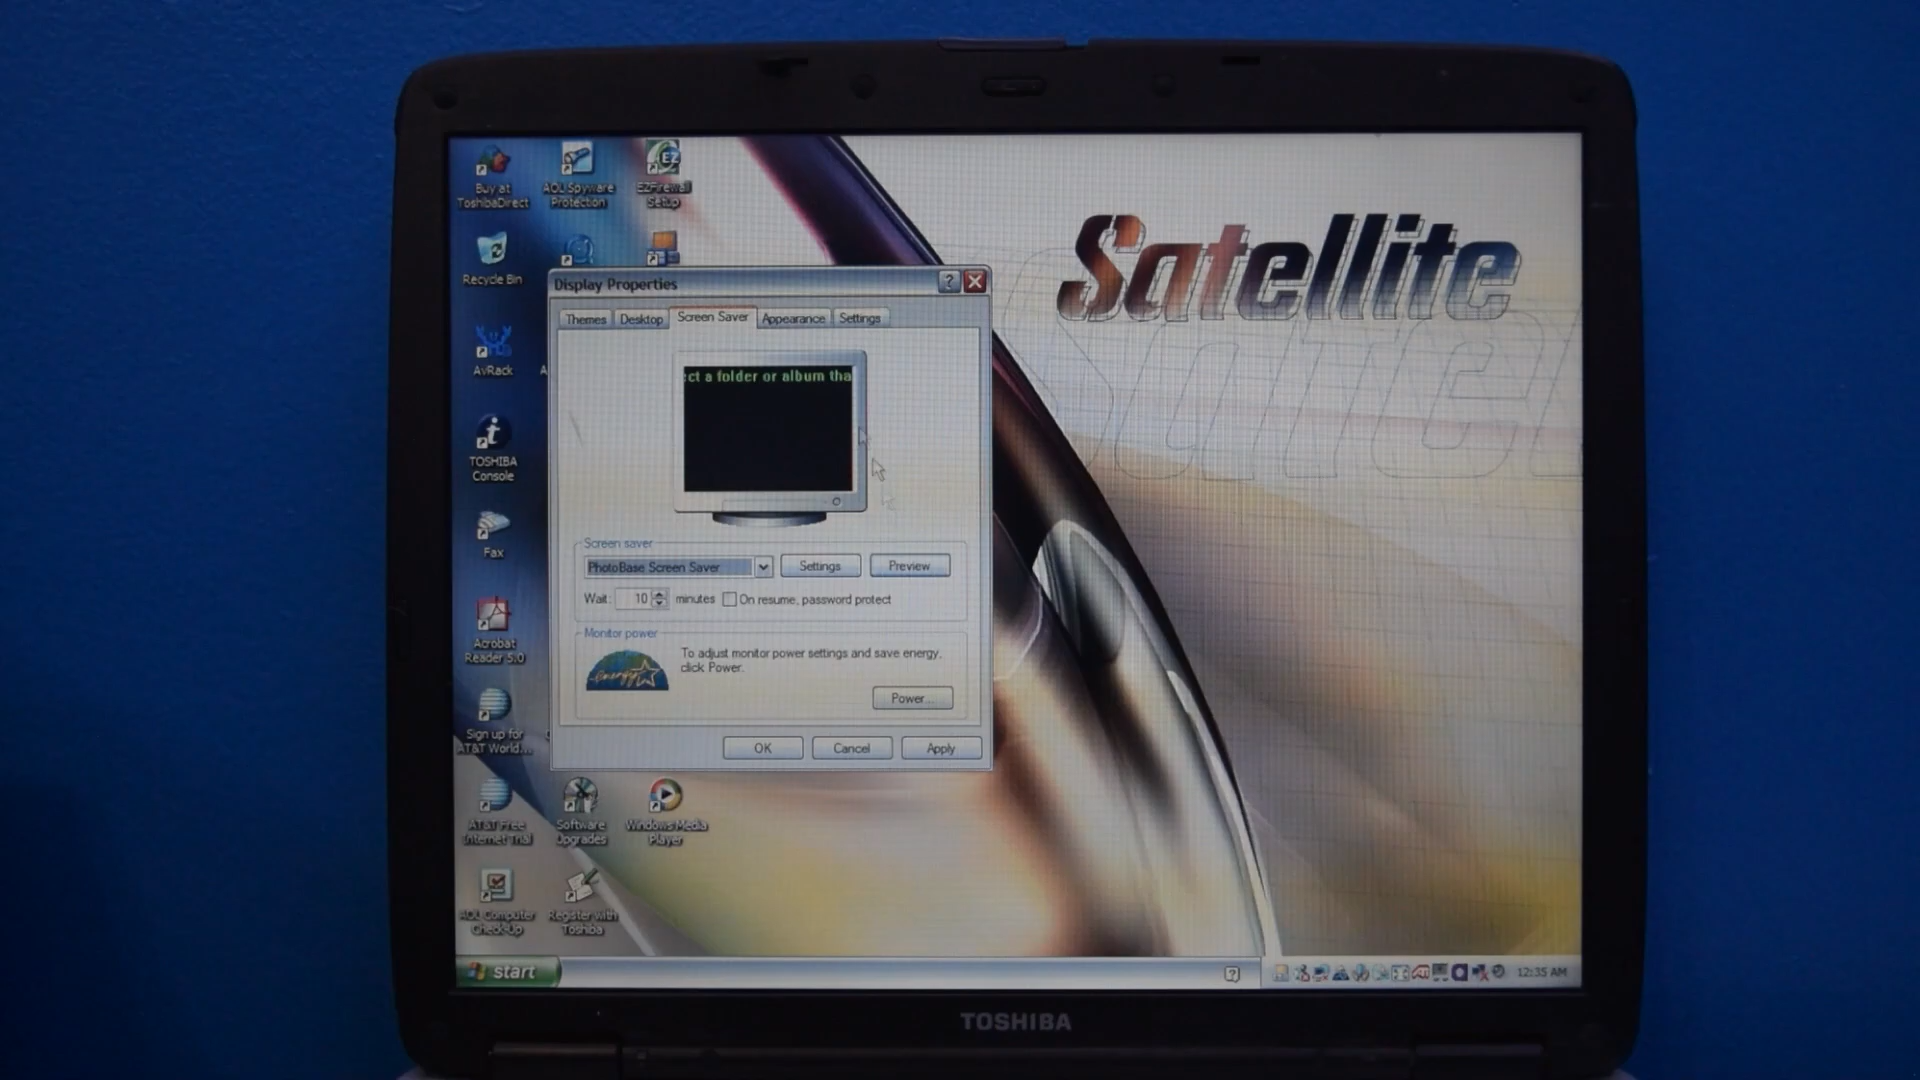 Buy at
ToshibaDirect
AOL Spyware
Protection
EZ
EZFirewall
Setup
Satellite
Recycle Bin
Display Properties
?
Themes
Desktop
Screen Saver
Appearance
Settings
AvRack
A
ct a folder or album tha
TOSHIBA
Console
Fax
Screen saver
PhotoBase Screen Saver
Settings
Preview
Wait:
10
minutes
On resume, password protect
Acrobat
Reader 5.0
Monitor power
energy
To adjust monitor power settings and save energy,
click Power.
Power...
Sign up for
AT&T World...
OK
Cancel
Apply
AT&T Free
Internet Trial
Software
Upgrades
Windows Media
Player
AOL Computer
Check-Up
Register with
Toshiba
start
?
12:35 AM
TOSHIBA